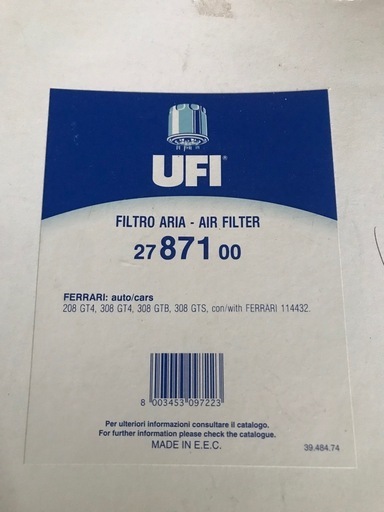 UFI
FILTRO ARIA - AIR FILTER
27 871 00
FERRARI: auto/cars
208 GT4, 308 GT4, 308 GTB, 308 GTS, con/with FERRARI 114432.
8 003453 097223
Per ulteriori informazioni consultare il catalogo.
For further information please check the catalogue.
MADE IN E.E.C.
39.484.74